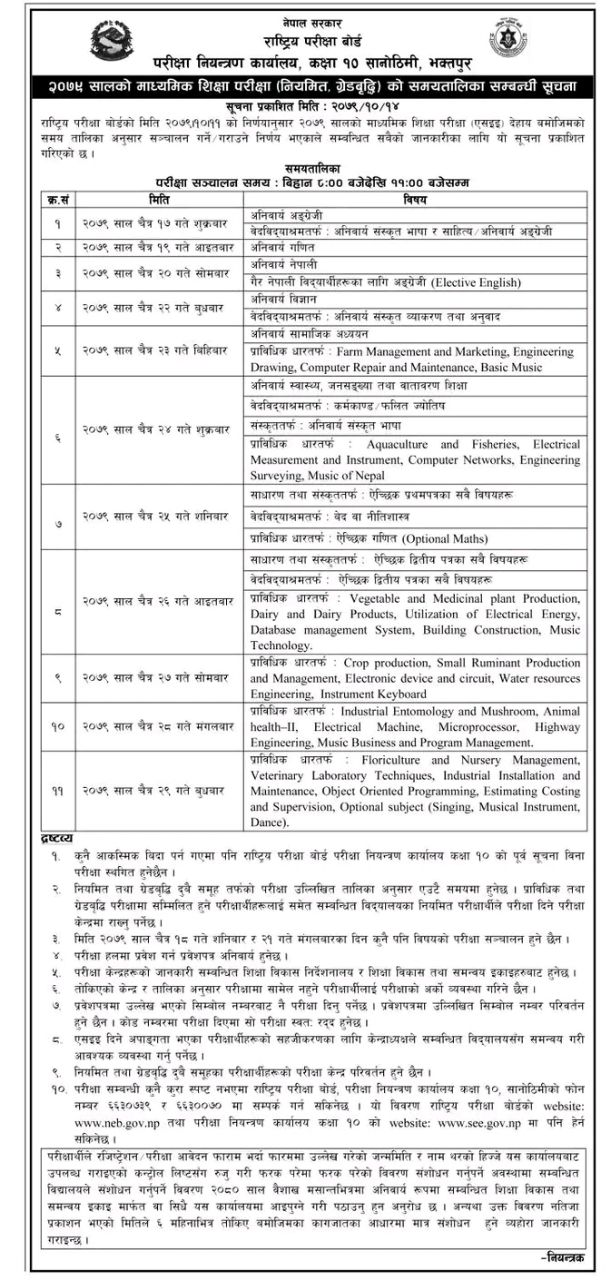 नेपाल सरकार
राष्ट्रिय परीक्षा बोर्ड
परीक्षा नियन्त्रण कार्यालय, कक्षा १० सानोठिमी, भक्तपुर
२०७९ सालको माध्यमिक शिक्षा परीक्षा (नियमित, ग्रेडवृद्धि) को समयतालिका सम्बन्धी सूचना
सूचना प्रकाशित मिति : २०७९/१०/१४
राष्ट्रिय परीक्षा बोर्डको मिति २०७९/१०/११ को निर्णयानुसार २०७९ सालको माध्यमिक शिक्षा परीक्षा (एसइइ) देहाय बमोजिमको
समय तालिका अनुसार सञ्चालन गर्ने/गराउने निर्णय भएकाले सम्बन्धित सवैको जानकारीका लागि यो सूचना प्रकाशित
गरिएको छ ।
समयतालिका
परीक्षा सञ्चालन समय : बिहान ८:०० बजेदेखि ११:०० बजेसम्म
क्र.सं मिति विषय
१ २०७९ साल चैत्र १७ गते शुक्रबार अनिवार्य अङ्ग्रेजी
वेदविद्याश्रमतर्फ : अनिवार्य संस्कृत भाषा र साहित्य/अनिवार्य अङ्ग्रेजी
२ २०७९ साल चैत्र १९ गते आइतबार अनिवार्य गणित
३ २०७९ साल चैत्र २० गते सोमबार अनिवार्य नेपाली
गैर नेपाली विद्यार्थीहरूका लागि अङ्ग्रेजी (Elective English)
४ २०७९ साल चैत्र २२ गते बुधबार अनिवार्य विज्ञान
वेदविद्याश्रमतर्फ : अनिवार्य संस्कृत व्याकरण तथा अनुवाद
५ २०७९ साल चैत्र २३ गते बिहिबार अनिवार्य सामाजिक अध्ययन
प्राविधिक धारतर्फ : Farm Management and Marketing, Engineering
Drawing, Computer Repair and Maintenance, Basic Music
६ २०७९ साल चैत्र २४ गते शुक्रबार अनिवार्य स्वास्थ्य, जनसङ्ख्या तथा वातावरण शिक्षा
वेदविद्याश्रमतर्फ : कर्मकाण्ड/फलित ज्योतिष
संस्कृततर्फ : अनिवार्य संस्कृत भाषा
प्राविधिक धारतर्फ : Aquaculture and Fisheries, Electrical
Measurement and Instrument, Computer Networks, Engineering
Surveying, Music of Nepal
७ २०७९ साल चैत्र २५ गते शनिबार साधारण तथा संस्कृततर्फ : ऐच्छिक प्रथमपत्रका सबै विषयहरू
वेदविद्याश्रमतर्फ : वेद वा नीतिशास्त्र
प्राविधिक धारतर्फ : ऐच्छिक गणित (Optional Maths)
८ २०७९ साल चैत्र २६ गते आइतबार साधारण तथा संस्कृततर्फ : ऐच्छिक द्वितीय पत्रका सबै विषयहरू
वेदविद्याश्रमतर्फ : ऐच्छिक द्वितीय पत्रका सबै विषयहरू
प्राविधिक धारतर्फ : Vegetable and Medicinal plant Production,
Dairy and Dairy Products, Utilization of Electrical Energy,
Database management System, Building Construction, Music
Technology.
९ २०७९ साल चैत्र २७ गते सोमबार प्राविधिक धारतर्फ : Crop production, Small Ruminant Production
and Management, Electronic device and circuit, Water resources
Engineering, Instrument Keyboard
१० २०७९ साल चैत्र २८ गते मंगलबार प्राविधिक धारतर्फ : Industrial Entomology and Mushroom, Animal
health–II, Electrical Machine, Microprocessor, Highway
Engineering, Music Business and Program Management.
११ २०७९ साल चैत्र २९ गते बुधबार प्राविधिक धारतर्फ : Floriculture and Nursery Management,
Veterinary Laboratory Techniques, Industrial Installation and
Maintenance, Object Oriented Programming, Estimating Costing
and Supervision, Optional subject (Singing, Musical Instrument,
Dance).
द्रष्टव्य
१. कुनै आकस्मिक बिदा पर्न गएमा पनि राष्ट्रिय परीक्षा बोर्ड परीक्षा नियन्त्रण कार्यालय कक्षा १० को पूर्व सूचना विना
परीक्षा स्थगित हुनेछैन ।
२. नियमित तथा ग्रेडवृद्धि दुबै समूह तर्फको परीक्षा उल्लिखित तालिका अनुसार एउटै समयमा हुनेछ । प्राविधिक तथा
ग्रेडवृद्धि परीक्षामा सम्मिलित हुने परीक्षार्थीहरूलाई समेत सम्बन्धित विद्यालयका नियमित परीक्षार्थीले परीक्षा दिने परीक्षा
केन्द्रमा राख्नु पर्नेछ ।
३. मिति २०७९ साल चैत्र १८ गते शनिबार र २१ गते मंगलबारका दिन कुनै पनि विषयको परीक्षा सञ्चालन हुने छैन ।
४. परीक्षा हलमा प्रवेश गर्न प्रवेशपत्र अनिवार्य हुनेछ ।
५. परीक्षा केन्द्रहरूको जानकारी सम्बन्धित शिक्षा विकास निर्देशनालय र शिक्षा विकास तथा समन्वय इकाइहरुबाट हुनेछ ।
६. तोकिएको केन्द्र र तालिका अनुसार परीक्षामा सामेल नहुने परीक्षार्थीलाई परीक्षाको अर्को व्यवस्था गरिने छैन ।
७. प्रवेशपत्रमा उल्लेख भएको सिम्बोल नम्बरबाट नै परीक्षा दिनु पर्नेछ । प्रवेशपत्रमा उल्लिखित सिम्बोल नम्बर परिवर्तन
हुने छैन । कोड नम्बरमा परीक्षा दिएमा सो परीक्षा स्वत: रद्द हुनेछ ।
८. एसइइ दिने अपाङ्गता भएका परीक्षार्थीहरूको सहजीकरणका लागि केन्द्राध्यक्षले सम्बन्धित विद्यालयसंग समन्वय गरी
आवश्यक व्यवस्था गर्नु पर्नेछ ।
९. नियमित तथा ग्रेडवृद्धि दुबै समूहका परीक्षार्थीहरूको परीक्षा केन्द्र परिवर्तन हुने छैन ।
१०. परीक्षा सम्बन्धी कुनै कुरा स्पष्ट नभएमा राष्ट्रिय परीक्षा बोर्ड, परीक्षा नियन्त्रण कार्यालय कक्षा १०, सानोठिमीको फोन
नम्बर ६६३०७३९ र ६६३००७० मा सम्पर्क गर्न सकिनेछ । यो विवरण राष्ट्रिय परीक्षा बोर्डको website:
www.neb.gov.np तथा परीक्षा नियन्त्रण कार्यालय कक्षा १० को website: www.see.gov.np मा पनि हेर्न
सकिनेछ ।
परीक्षार्थीले रजिष्ट्रेशन/परीक्षा आवेदन फाराम भर्दा फारममा उल्लेख गरेको जन्ममिति र नाम थरको हिज्जे यस कार्यालयबाट
उपलब्ध गराइएको कन्ट्रोल लिष्टसंग रुजु गरी फरक परेमा फरक परेको विवरण संशोधन गर्नुपर्ने अवस्थामा सम्बन्धित
विद्यालयले संशोधन गर्नुपर्ने विवरण २०८० साल वैशाख मसान्तभित्रमा अनिवार्य रूपमा सम्बन्धित शिक्षा विकास तथा
समन्वय इकाइ मार्फत वा सिधै यस कार्यालयमा आइपुग्ने गरी पठाउनु हुन अनुरोध छ । अन्यथा उक्त विवरण नतिजा
प्रकाशन भएको मितिले ६ महिनाभित्र तोकिए बमोजिमका कागजातका आधारमा मात्र संशोधन हुने व्यहोरा जानकारी
गराइन्छ ।
–नियन्त्रक